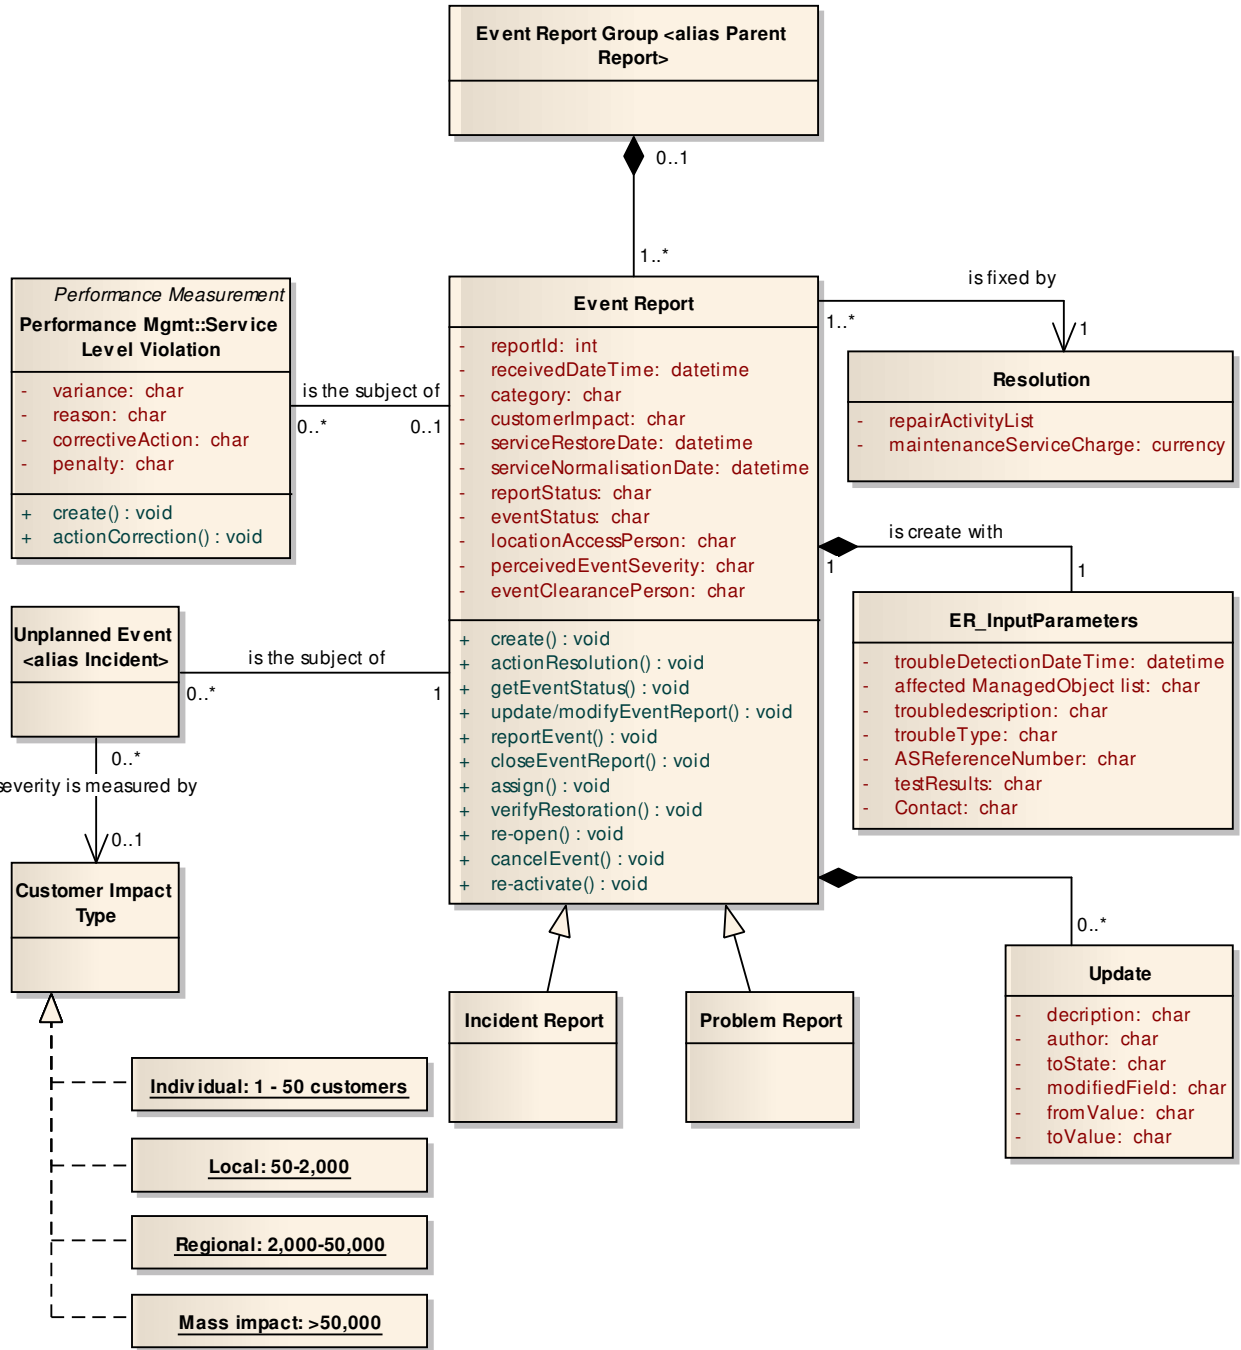 Event Report Group <alias Parent
Report>
0..1
1..*
Performance Measurement
Performance Mgmt::Service
Level Violation
- variance: char
- reason: char
- correctiveAction: char
- penalty: char
+ create() : void
+ actionCorrection() : void
is the subject of
0..*
0..1
Event Report
- reportId: int
- receivedDateTime: datetime
- category: char
- customerImpact: char
- serviceRestoreDate: datetime
- serviceNormalisationDate: datetime
- reportStatus: char
- eventStatus: char
- locationAccessPerson: char
- perceivedEventSeverity: char
- eventClearancePerson: char
+ create() : void
+ actionResolution() : void
+ getEventStatus() : void
+ update/modifyEventReport() : void
+ reportEvent() : void
+ closeEventReport() : void
+ assign() : void
+ verifyRestoration() : void
+ re-open() : void
+ cancelEvent() : void
+ re-activate() : void
is fixed by
1..*
1
Resolution
- repairActivityList
- maintenanceServiceCharge: currency
is create with
1
1
ER_InputParameters
- troubleDetectionDateTime: datetime
- affected ManagedObject list: char
- troubledescription: char
- troubleType: char
- ASReferenceNumber: char
- testResults: char
- Contact: char
Unplanned Event
<alias Incident>
is the subject of
0..*
1
0..*
severity is measured by
0..1
Customer Impact
Type
0..*
Update
- decription: char
- author: char
- toState: char
- modifiedField: char
- fromValue: char
- toValue: char
Incident Report
Problem Report
Individual: 1 - 50 customers
Local: 50-2,000
Regional: 2,000-50,000
Mass impact: >50,000